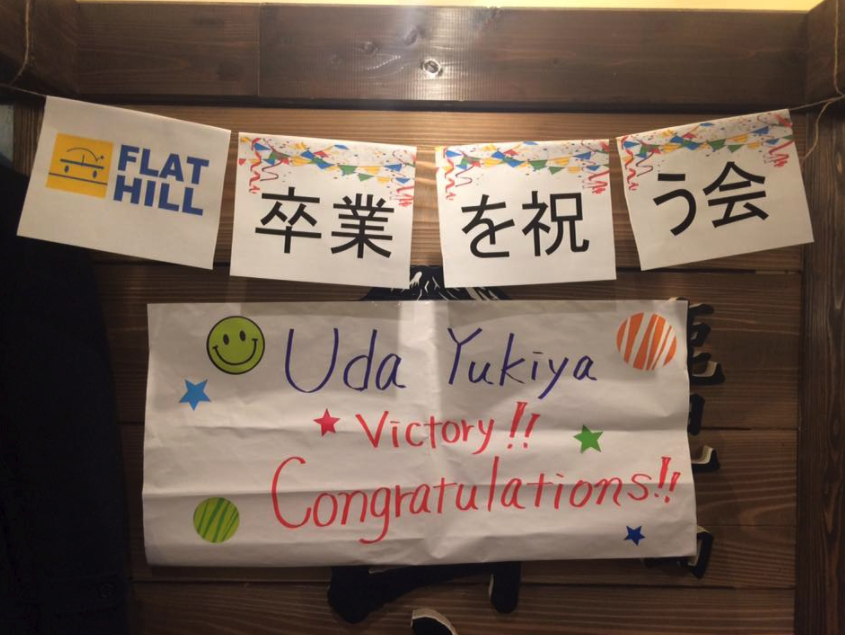 FLAT
HILL
卒業を祝う会
Uda Yukiya
Victory!!
Congratulations!!